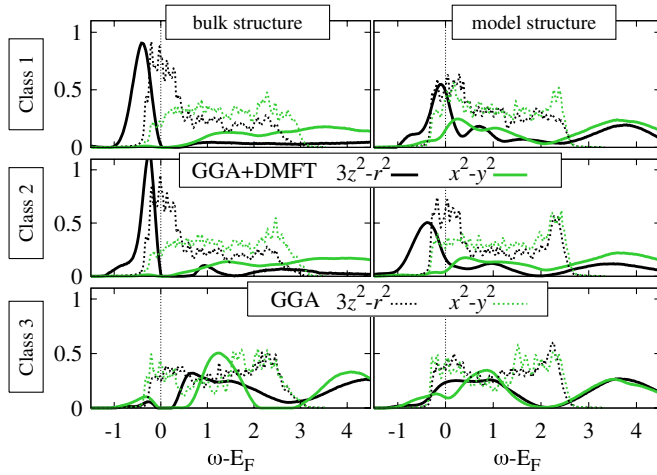 bulk structure model structure
Class 1
1
0.5
0
Class 2
GGA+DMFT 3z²-r² x²-y²
1
0.5
0
Class 3
GGA 3z²-r² x²-y²
1
0.5
0
-1 0 1 2 3 4 -1 0 1 2 3 4
ω-E_F ω-E_F